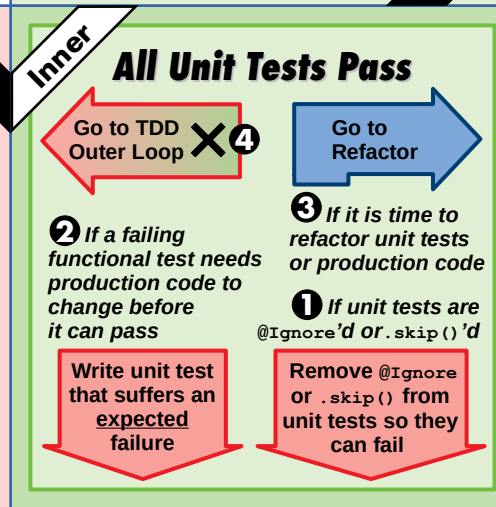 Inner
All Unit Tests Pass
Go to TDD
Outer Loop ✕ 4
Go to
Refactor
2 If a failing
functional test needs
production code to
change before
it can pass
3 If it is time to
refactor unit tests
or production code
1 If unit tests are
@Ignore'd or .skip()'d
Write unit test
that suffers an
expected
failure
Remove @Ignore
or .skip() from
unit tests so they
can fail